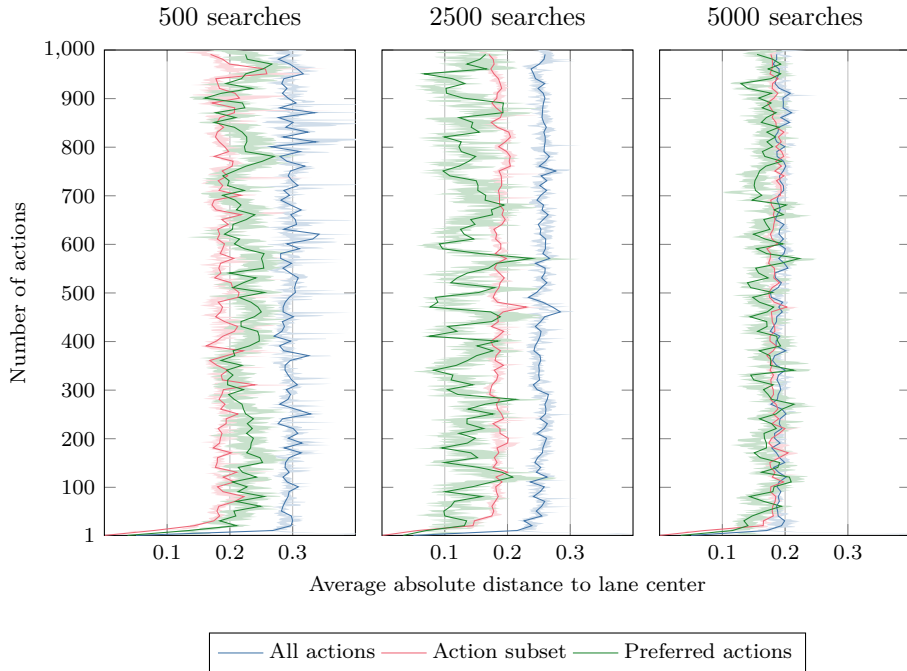 500 searches
2500 searches
5000 searches
1,000
900
800
700
600
500
400
300
200
100
1
Number of actions
0.1 0.2 0.3
0.1 0.2 0.3
0.1 0.2 0.3
Average absolute distance to lane center
All actions
Action subset
Preferred actions